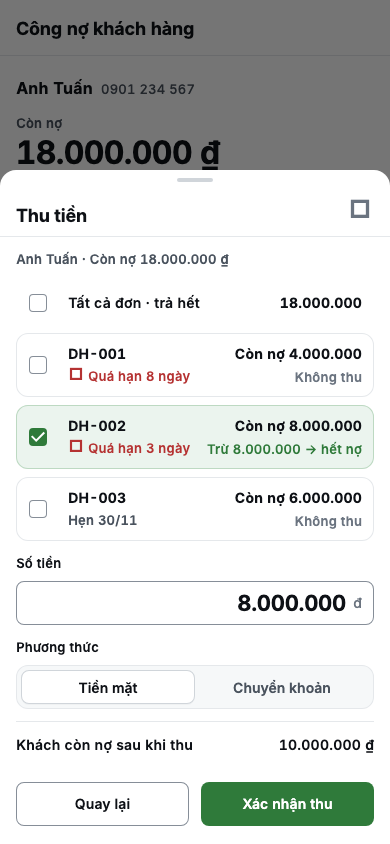 Công nợ khách hàng
Anh Tuấn 0901 234 567
Còn nợ
18.000.000 ₫
Thu tiền
Anh Tuấn · Còn nợ 18.000.000 ₫
Tất cả đơn · trả hết 18.000.000
DH-001 Còn nợ 4.000.000
Quá hạn 8 ngày Không thu
DH-002 Còn nợ 8.000.000
Quá hạn 3 ngày Trừ 8.000.000 → hết nợ
DH-003 Còn nợ 6.000.000
Hẹn 30/11 Không thu
Số tiền
8.000.000 đ
Phương thức
Tiền mặt Chuyển khoản
Khách còn nợ sau khi thu 10.000.000 ₫
Quay lại Xác nhận thu